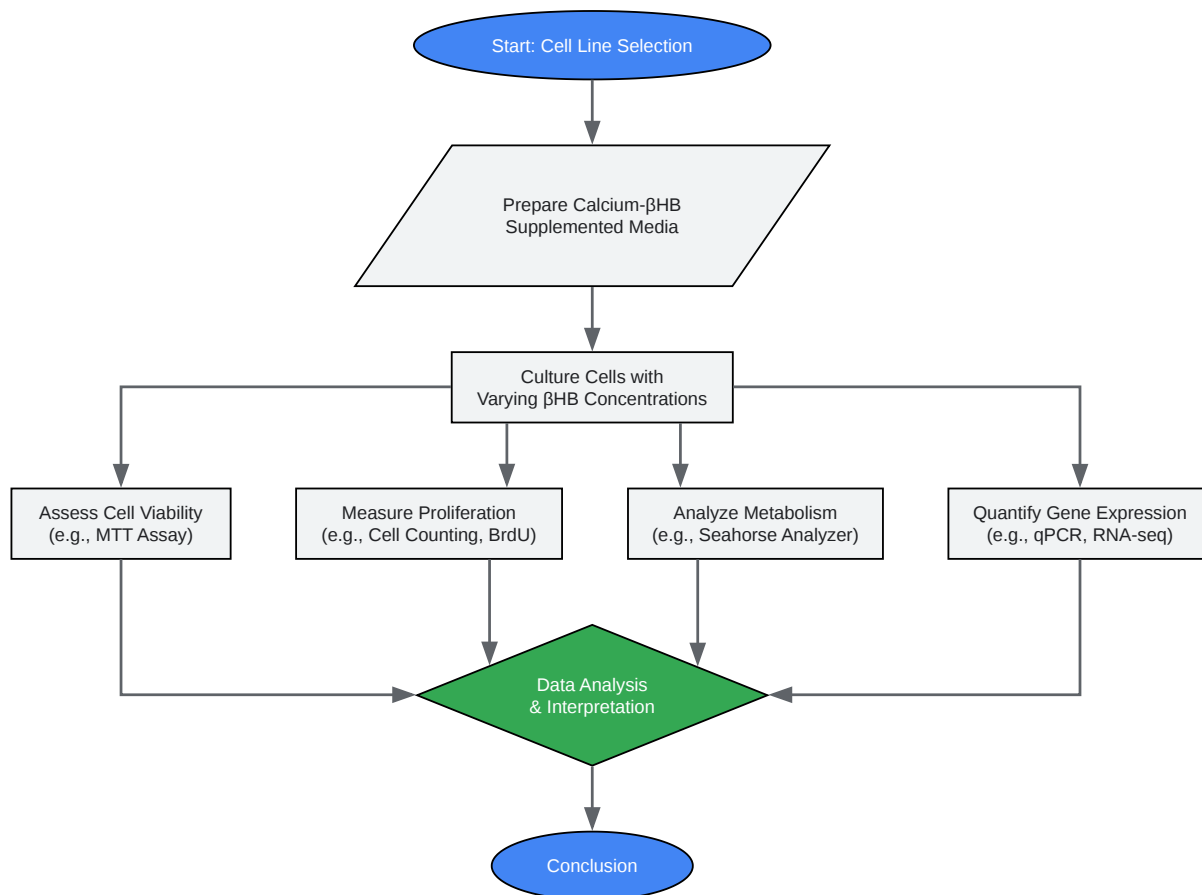 Start: Cell Line Selection
Prepare Calcium-βHB
Supplemented Media
Culture Cells with
Varying βHB Concentrations
Assess Cell Viability
(e.g., MTT Assay)
Measure Proliferation
(e.g., Cell Counting, BrdU)
Analyze Metabolism
(e.g., Seahorse Analyzer)
Quantify Gene Expression
(e.g., qPCR, RNA-seq)
Data Analysis
& Interpretation
Conclusion